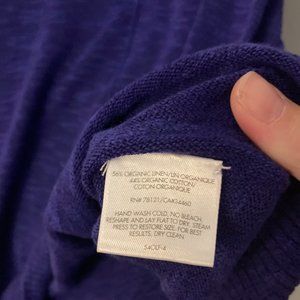 56% ORGANIC LINEN/LIN ORGANIQUE
44% ORGANIC COTTON/
COTON ORGANIQUE
RN# 78121/CA#34460
HAND WASH COLD, NO BLEACH.
RESHAPE AND LAY FLAT TO DRY. STEAM
PRESS TO SIZE. FOR BEST
RESULTS, DRY CLEAN.